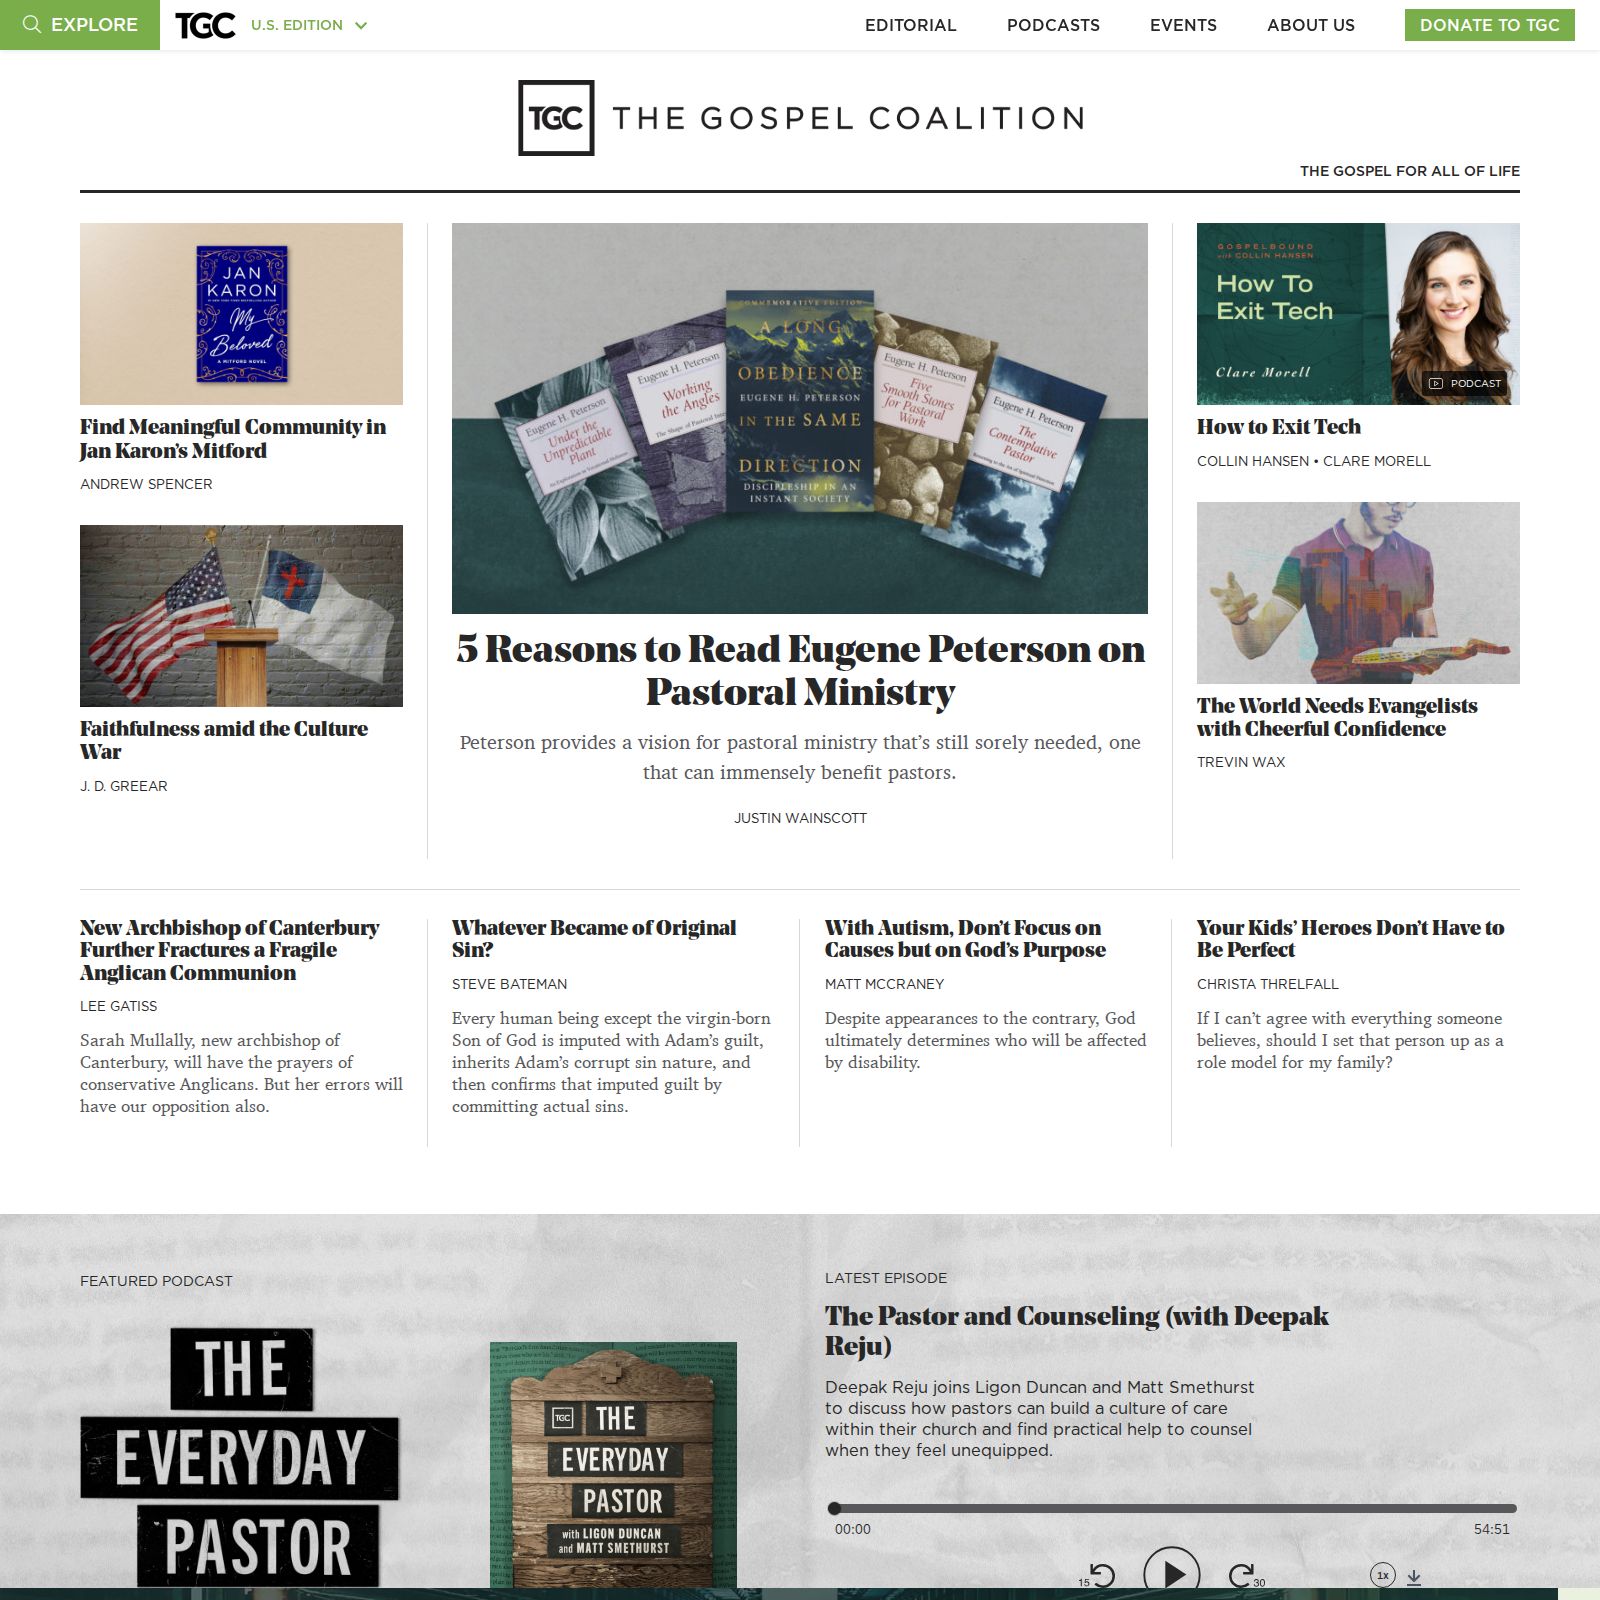 EXPLORE
TGC
U.S. EDITION
EDITORIAL
PODCASTS
EVENTS
ABOUT US
DONATE TO TGC
TGC THE GOSPEL COALITION
THE GOSPEL FOR ALL OF LIFE
JAN
KARON
My
Beloved
A MITFORD NOVEL
Find Meaningful Community in
Jan Karon’s Mitford
ANDREW SPENCER
Faithfulness amid the Culture
War
J. D. GREEAR
Eugene H. Peterson
Under the
Unpredictable
Plant
Eugene H. Peterson
Working
the Angles
COMMEMORATIVE EDITION
A LONG
OBEDIENCE
EUGENE H. PETERSON
IN THE SAME
DIRECTION
DISCIPLESHIP IN AN
INSTANT SOCIETY
Eugene H. Peterson
Five
Smooth Stones
for Pastoral
Work
Eugene H. Peterson
The
Contemplative
Pastor
5 Reasons to Read Eugene Peterson on
Pastoral Ministry
Peterson provides a vision for pastoral ministry that’s still sorely needed, one
that can immensely benefit pastors.
JUSTIN WAINSCOTT
GOSPELBOUND
with COLLIN HANSEN
How To
Exit Tech
Clare Morell
PODCAST
How to Exit Tech
COLLIN HANSEN • CLARE MORELL
The World Needs Evangelists
with Cheerful Confidence
TREVIN WAX
New Archbishop of Canterbury
Further Fractures a Fragile
Anglican Communion
LEE GATISS
Sarah Mullally, new archbishop of
Canterbury, will have the prayers of
conservative Anglicans. But her errors will
have our opposition also.
Whatever Became of Original
Sin?
STEVE BATEMAN
Every human being except the virgin-born
Son of God is imputed with Adam’s guilt,
inherits Adam’s corrupt sin nature, and
then confirms that imputed guilt by
committing actual sins.
With Autism, Don’t Focus on
Causes but on God’s Purpose
MATT MCCRANEY
Despite appearances to the contrary, God
ultimately determines who will be affected
by disability.
Your Kids’ Heroes Don’t Have to
Be Perfect
CHRISTA THRELFALL
If I can’t agree with everything someone
believes, should I set that person up as a
role model for my family?
FEATURED PODCAST
THE
EVERYDAY
PASTOR
TGC THE
EVERYDAY
PASTOR
with LIGON DUNCAN
and MATT SMETHURST
LATEST EPISODE
The Pastor and Counseling (with Deepak
Reju)
Deepak Reju joins Ligon Duncan and Matt Smethurst
to discuss how pastors can build a culture of care
within their church and find practical help to counsel
when they feel unequipped.
00:00
54:51
15
30
1x